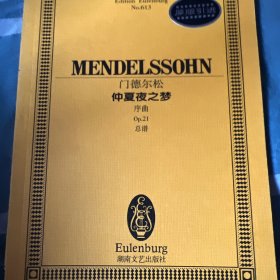 Edition Eulenburg
No.613
MENDELSSOHN
门德尔松
仲夏夜之梦
序曲
Op.21
总谱
Eulenburg
湖南文艺出版社